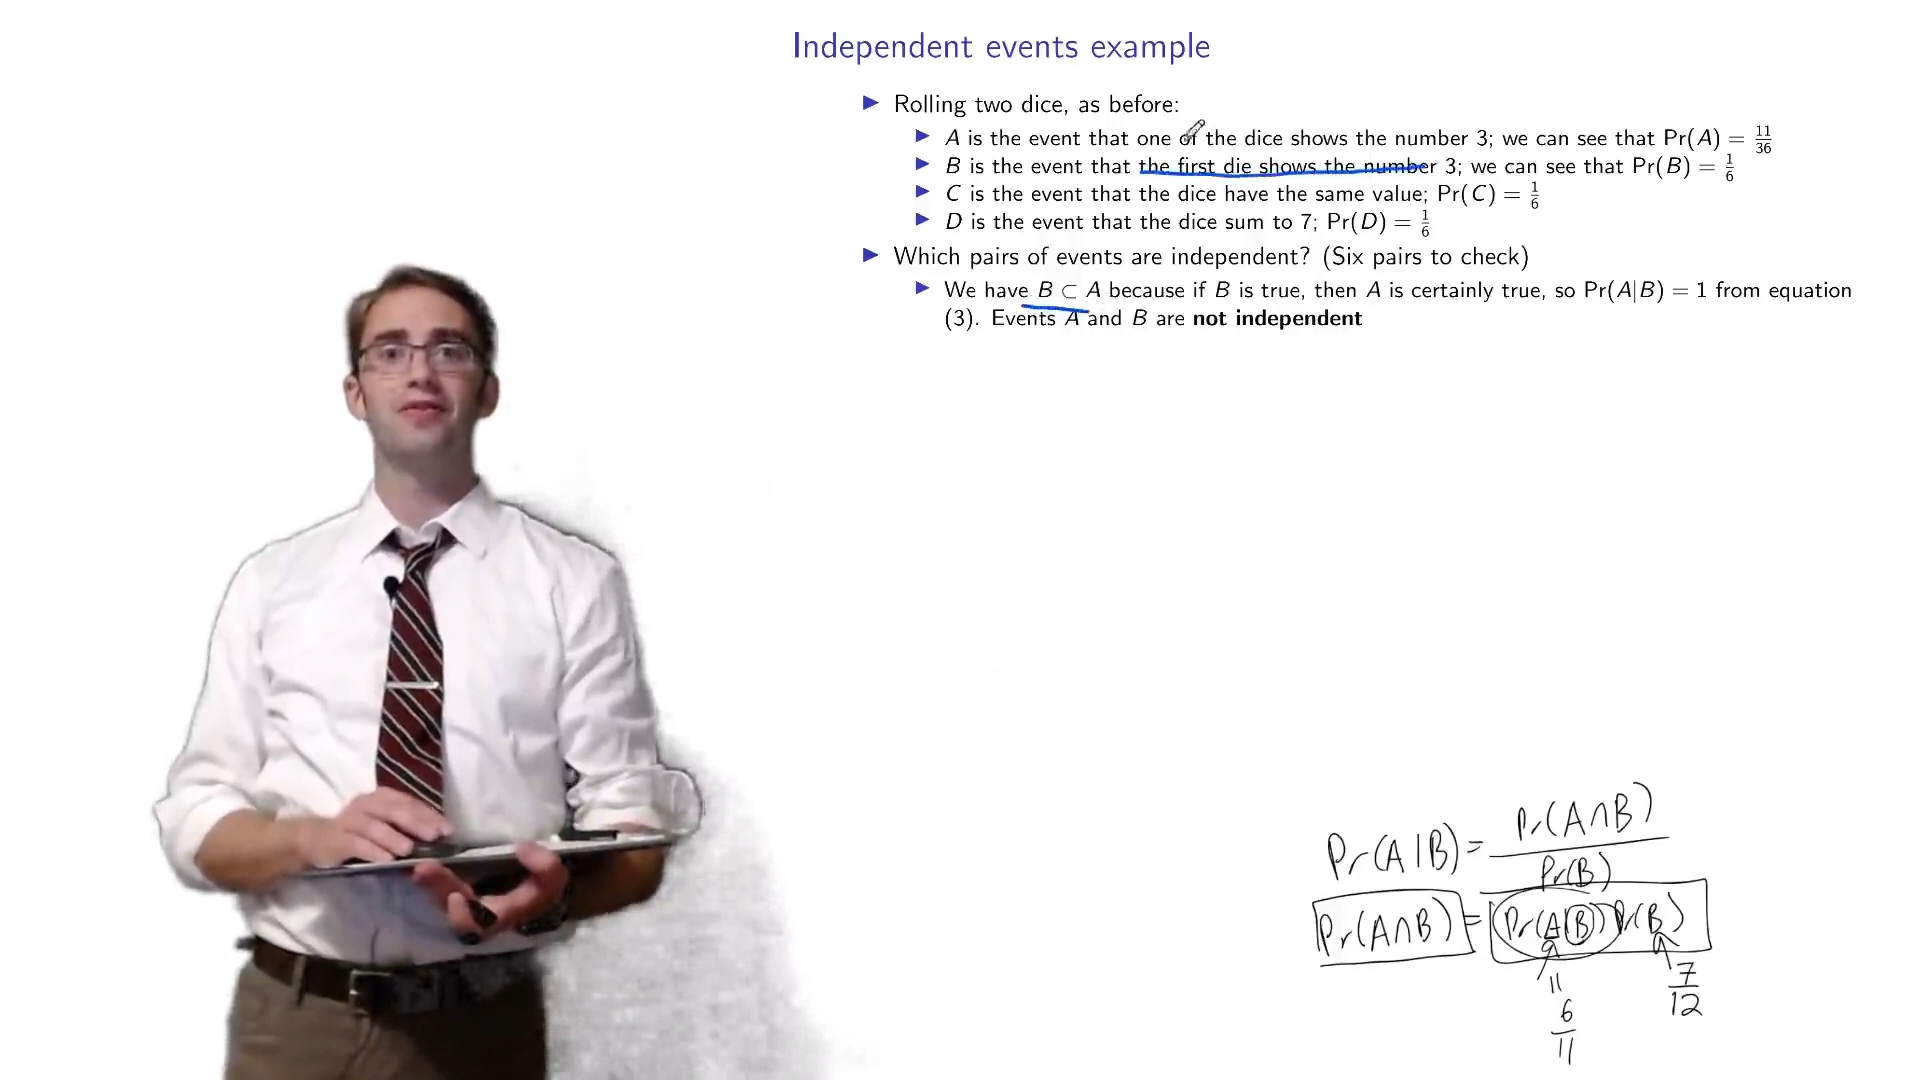 Independent events example
▶ Rolling two dice, as before:
▶ A is the event that one of the dice shows the number 3; we can see that Pr(A) = 11/36
▶ B is the event that the first die shows the number 3; we can see that Pr(B) = 1/6
▶ C is the event that the dice have the same value; Pr(C) = 1/6
▶ D is the event that the dice sum to 7; Pr(D) = 1/6
▶ Which pairs of events are independent? (Six pairs to check)
▶ We have B ⊂ A because if B is true, then A is certainly true, so Pr(A|B) = 1 from equation
(3). Events A and B are not independent
Pr(A|B) = Pr(A∩B)/Pr(B)
Pr(A∩B) = Pr(A|B) Pr(B)
11
7/12
6/11